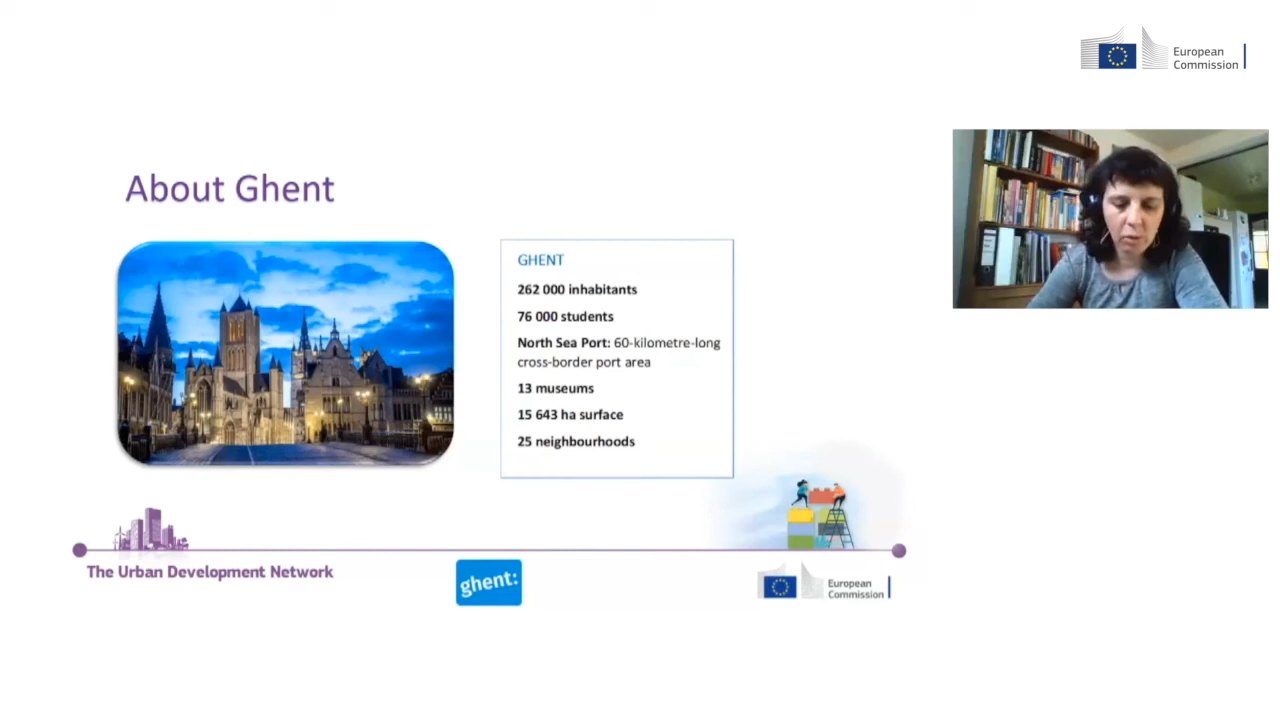 European
Commission
About Ghent
GHENT
262 000 inhabitants
76 000 students
North Sea Port: 60-kilometre-long
cross-border port area
13 museums
15 643 ha surface
25 neighbourhoods
The Urban Development Network
ghent:
European
Commission